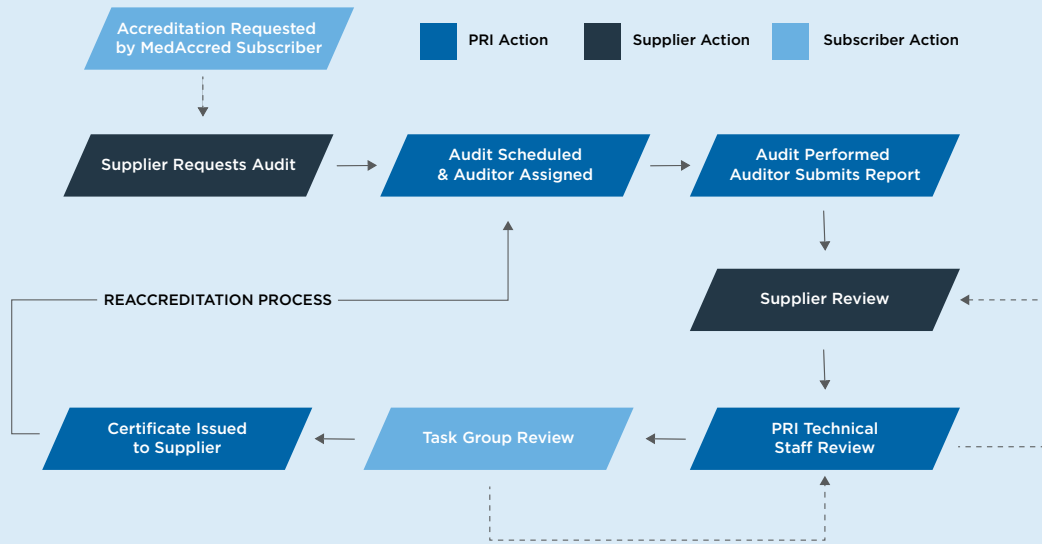 Accreditation Requested
by MedAccred Subscriber
PRI Action
Supplier Action
Subscriber Action
Supplier Requests Audit
Audit Scheduled
& Auditor Assigned
Audit Performed
Auditor Submits Report
REACCREDITATION PROCESS
Supplier Review
Certificate Issued
to Supplier
Task Group Review
PRI Technical
Staff Review